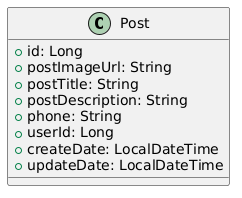 C Post
id: Long
postImageUrl: String
postTitle: String
postDescription: String
phone: String
userId: Long
createDate: LocalDateTime
updateDate: LocalDateTime